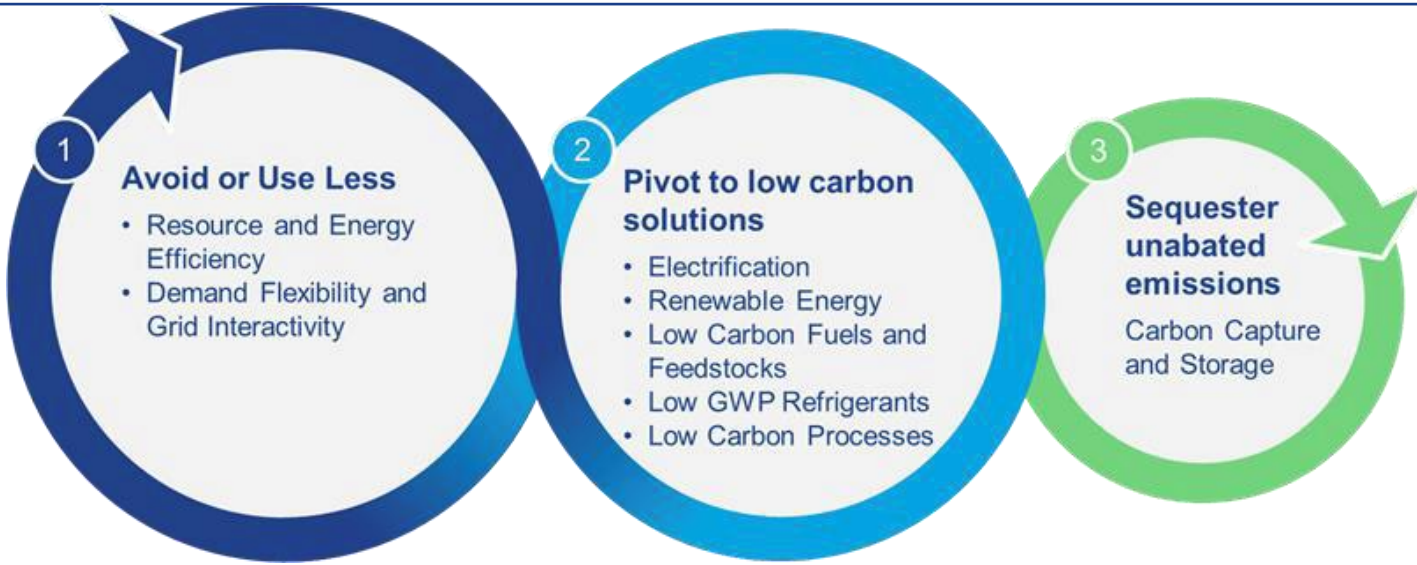 1
Avoid or Use Less
• Resource and Energy
Efficiency
• Demand Flexibility and
Grid Interactivity
2
Pivot to low carbon
solutions
• Electrification
• Renewable Energy
• Low Carbon Fuels and
Feedstocks
• Low GWP Refrigerants
• Low Carbon Processes
3
Sequester
unabated
emissions
Carbon Capture
and Storage